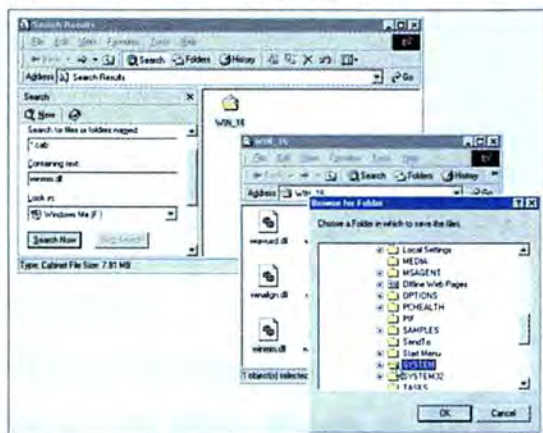 Search Results
File Edit View Favorites Tools Help
Search Folders History
Address Search Results Go
Search
New
Search for files or folders named:
*.cab
Containing text:
Look in:
Windows Me (F:)
Search Now Stop Search
Type: Cabinet File Size: 7.81 MB
WIN_16
WIN_16
File Edit View Favorites Tools Help
Search Folders History
Address WIN_16 Go
winalign.dll
1 object(s) selected
Browse for Folder
Choose a Folder in which to save the files.
Local Settings
MEDIA
MSAGENT
Offline Web Pages
OPTIONS
PCHEALTH
PIF
SAMPLES
SendTo
Start Menu
SYSTEM
SYSTEM32
TASKS
OK Cancel